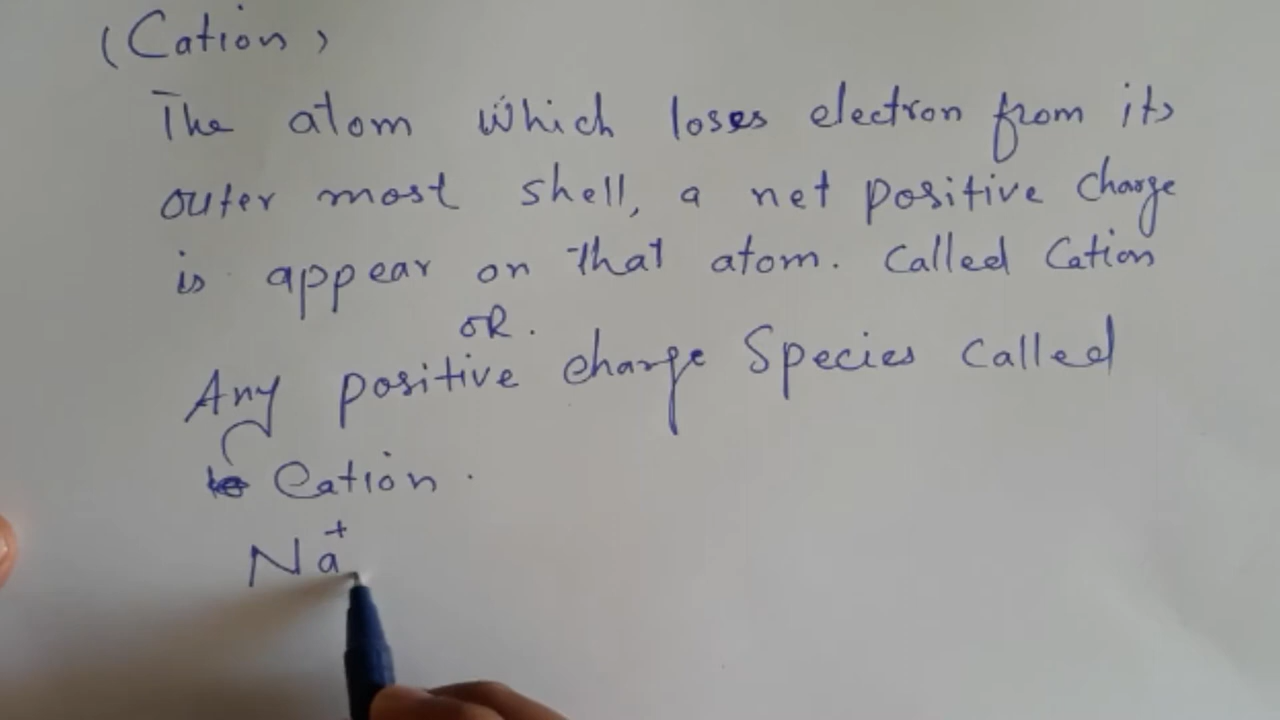 (Cation)
The atom which loses electron from its
outer most shell, a net positive charge
is appear on that atom. Called Cation
OR.
Any positive charge Species called
Cation.
Na+